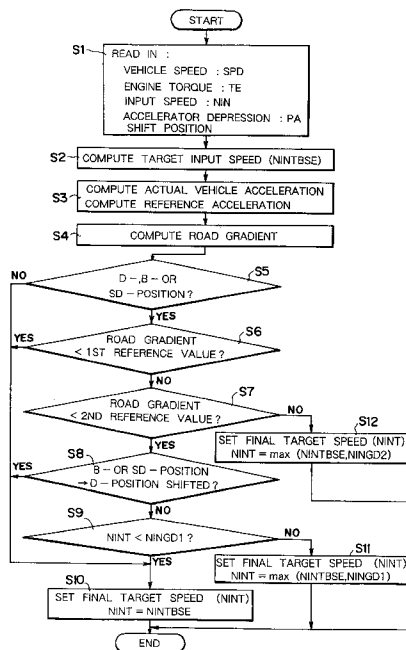 START
S1
READ IN :
VEHICLE SPEED : SPD
ENGINE TORQUE : TE
INPUT SPEED : NIN
ACCELERATOR DEPRESSION : PA
SHIFT POSITION
S2
COMPUTE TARGET INPUT SPEED (NINTBSE)
S3
COMPUTE ACTUAL VEHICLE ACCELERATION
COMPUTE REFERENCE ACCELERATION
S4
COMPUTE ROAD GRADIENT
S5
NO
D-,B- OR
SD-POSITION?
YES
S6
YES
ROAD GRADIENT
< 1ST REFERENCE VALUE?
NO
S7
ROAD GRADIENT
< 2ND REFERENCE VALUE?
NO
YES
S12
SET FINAL TARGET SPEED (NINT)
NINT = max (NINTBSE,NINGD2)
S8
YES
B- OR SD-POSITION
→D-POSITION SHIFTED?
NO
S9
NINT < NINGD1?
NO
YES
S11
SET FINAL TARGET SPEED (NINT)
NINT = max (NINTBSE,NINGD1)
S10
SET FINAL TARGET SPEED (NINT)
NINT = NINTBSE
END